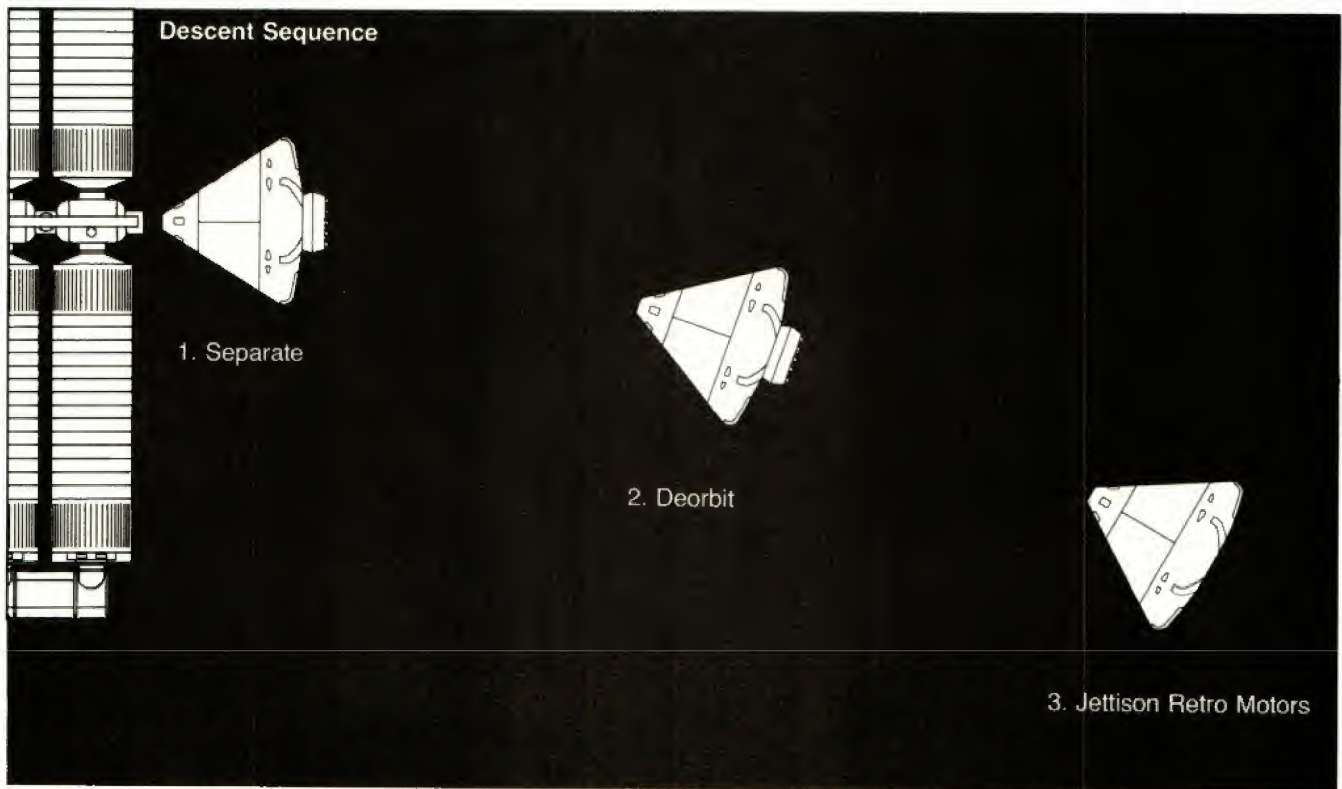 Descent Sequence
1. Separate
2. Deorbit
3. Jettison Retro Motors